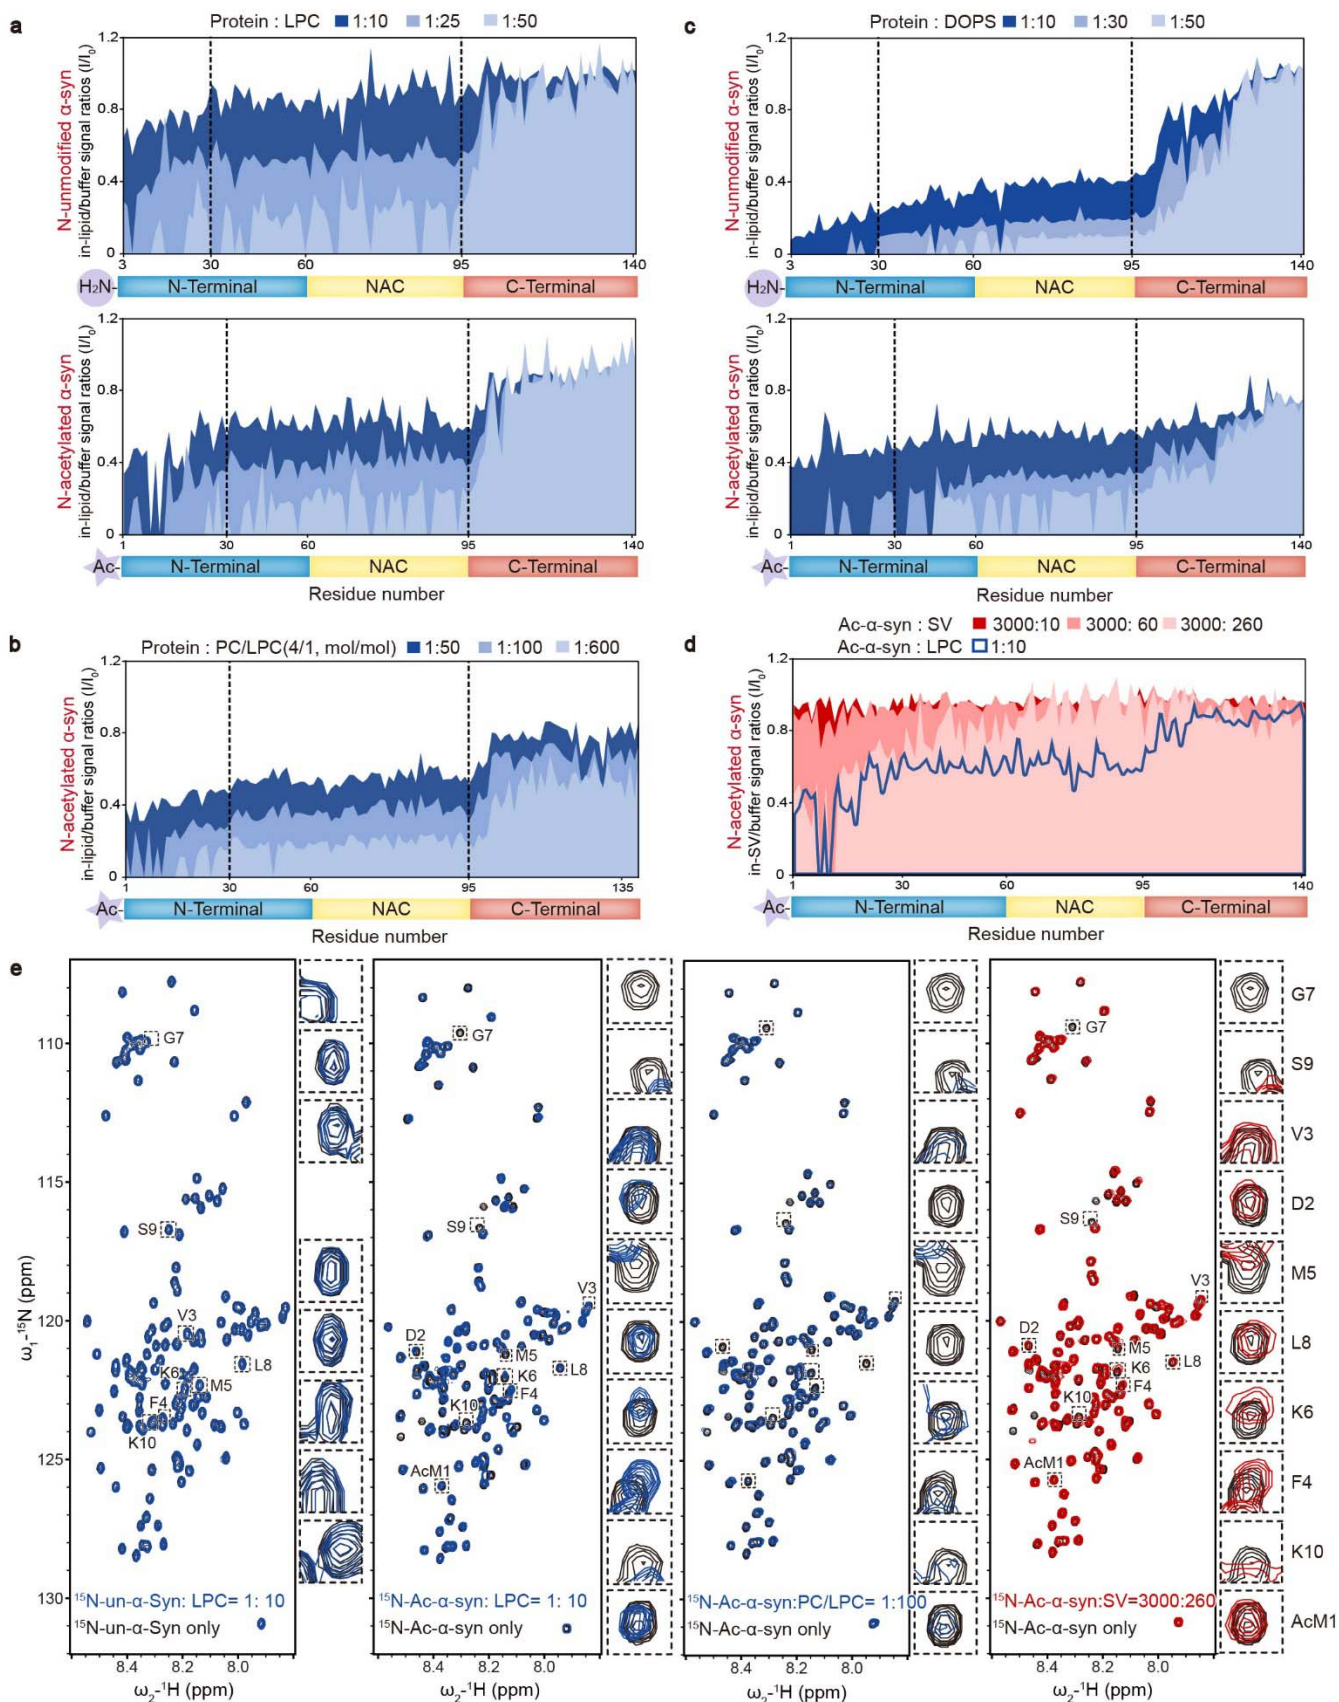 a
Protein : LPC 1:10 1:25 1:50
N-unmodified α-syn
in-lipid/buffer signal ratios (I/I₀)
1.2
0.8
0.4
0
3 30 60 95 140
H₂N- N-Terminal NAC C-Terminal
N-acetylated α-syn
in-lipid/buffer signal ratios (I/I₀)
1.2
0.8
0.4
0
1 30 60 95 140
Ac- N-Terminal NAC C-Terminal
Residue number
c
Protein : DOPS 1:10 1:30 1:50
N-unmodified α-syn
in-lipid/buffer signal ratios (I/I₀)
1.2
0.8
0.4
0
3 30 60 95 140
H₂N- N-Terminal NAC C-Terminal
N-acetylated α-syn
in-lipid/buffer signal ratios (I/I₀)
1.2
0.8
0.4
0
1 30 60 95 140
Ac- N-Terminal NAC C-Terminal
Residue number
b
Protein : PC/LPC(4/1, mol/mol) 1:50 1:100 1:600
N-acetylated α-syn
in-lipid/buffer signal ratios (I/I₀)
1.2
0.8
0.4
0
1 30 60 95 135
Ac- N-Terminal NAC C-Terminal
Residue number
d
Ac-α-syn : SV 3000:10 3000: 60 3000: 260
Ac-α-syn : LPC 1:10
N-acetylated α-syn
in-SV/buffer signal ratios (I/I₀)
1.2
0.8
0.4
0
1 30 60 95 140
Ac- N-Terminal NAC C-Terminal
Residue number
e
ω₁-¹⁵N (ppm)
110
115
120
125
130
G7
S9
V3
L8
K6
M5
F4
K10
¹⁵N-un-α-Syn: LPC= 1: 10
¹⁵N-un-α-Syn only
8.4 8.2 8.0
ω₂-¹H (ppm)
G7
S9
V3
D2
M5
K6
L8
F4
K10
AcM1
¹⁵N-Ac-α-syn: LPC= 1: 10
¹⁵N-Ac-α-syn only
8.4 8.2 8.0
ω₂-¹H (ppm)
¹⁵N-Ac-α-syn:PC/LPC= 1:100
¹⁵N-Ac-α-syn only
8.4 8.2 8.0
ω₂-¹H (ppm)
G7
S9
V3
D2
M5
K6
L8
F4
K10
AcM1
¹⁵N-Ac-α-syn:SV=3000:260
¹⁵N-Ac-α-syn only
8.4 8.2 8.0
ω₂-¹H (ppm)
G7
S9
V3
D2
M5
L8
K6
F4
K10
AcM1